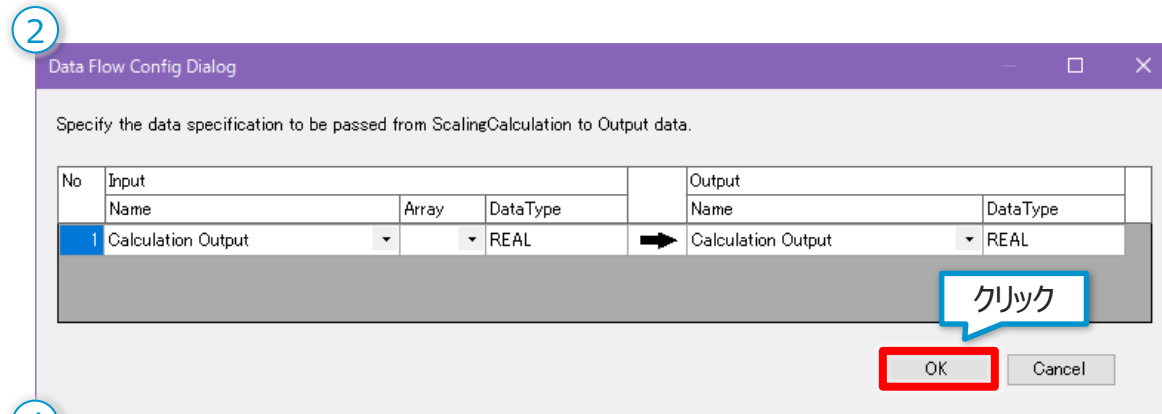 2
Data Flow Config Dialog
Specify the data specification to be passed from ScalingCalculation to Output data.
No Input Output
Name Array DataType Name DataType
1 Calculation Output REAL Calculation Output REAL
クリック
OK Cancel